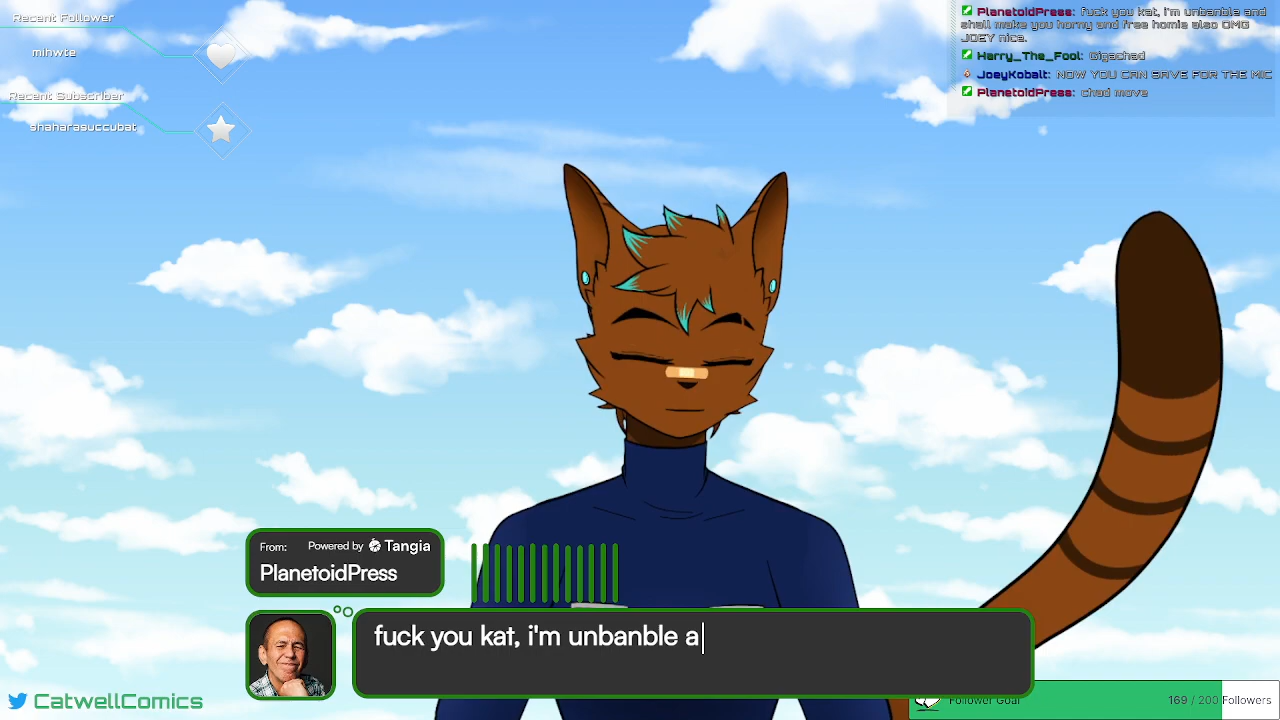 Recent Follower
mihwte
Recent Subscriber
shaharasuccubat
PlanetoidPress: fuck you kat, i'm unbanble and
shall make you horny and free homie also OMG
JOEY nice.
Harry_The_Fool: Gigachad
JoeyKobalt: NOW YOU CAN SAVE FOR THE MIC
PlanetoidPress: chad move
From: Powered by Tangia
PlanetoidPress
fuck you kat, i'm unbanble a
CatwellComics
Follower Goal 169 / 200 Followers